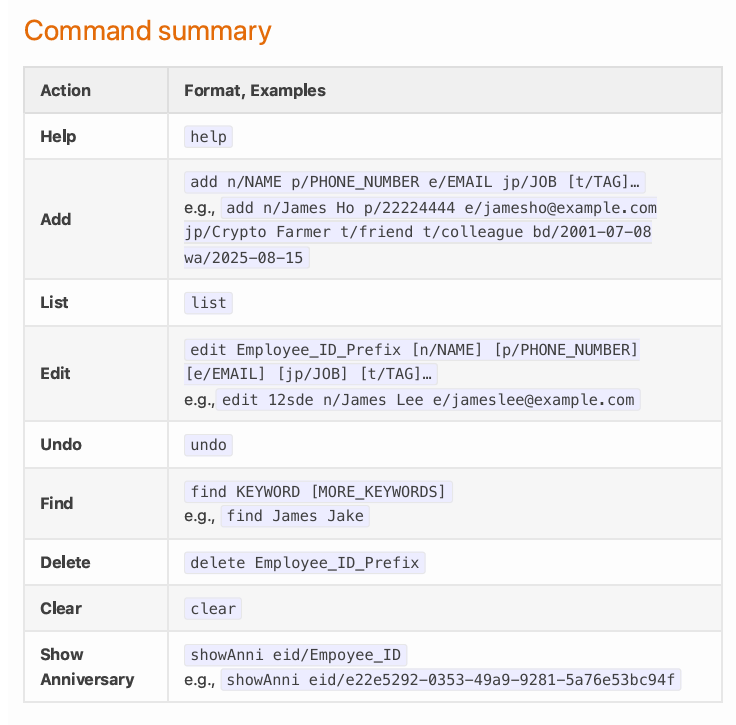 Command summary
Action Format, Examples
Help help
add n/NAME p/PHONE_NUMBER e/EMAIL jp/JOB [t/TAG]…
Add e.g., add n/James Ho p/22224444 e/jamesho@example.com
jp/Crypto Farmer t/friend t/colleague bd/2001-07-08
wa/2025-08-15
List list
edit Employee_ID_Prefix [n/NAME] [p/PHONE_NUMBER]
Edit [e/EMAIL] [jp/JOB] [t/TAG]…
e.g., edit 12sde n/James Lee e/jameslee@example.com
Undo undo
find KEYWORD [MORE_KEYWORDS]
Find e.g., find James Jake
Delete delete Employee_ID_Prefix
Clear clear
Show showAnni eid/Empoyee_ID
Anniversary e.g., showAnni eid/e22e5292-0353-49a9-9281-5a76e53bc94f